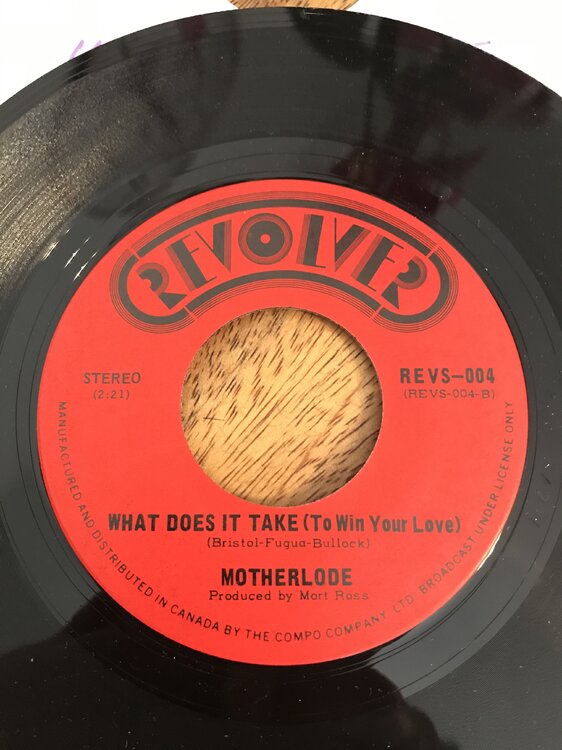 REVOLVER
STEREO
(2:21)
REVS-004
(REVS-004-B)
WHAT DOES IT TAKE (To Win Your Love)
(Bristol-Fugua-Bullock)
MOTHERLODE
Produced by Mort Ross
MANUFACTURED AND DISTRIBUTED IN CANADA BY THE COMPO COMPANY LTD. BROADCAST UNDER LICENSE ONLY